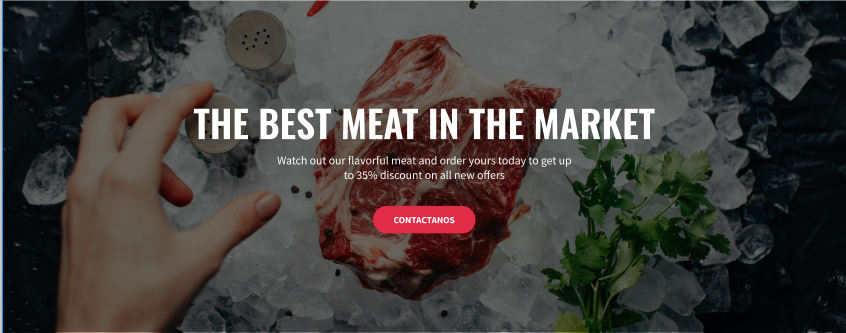 THE BEST MEAT IN THE MARKET
Watch out our flavorful meat and order yours today to get up
to 35% discount on all new offers
CONTACTANOS